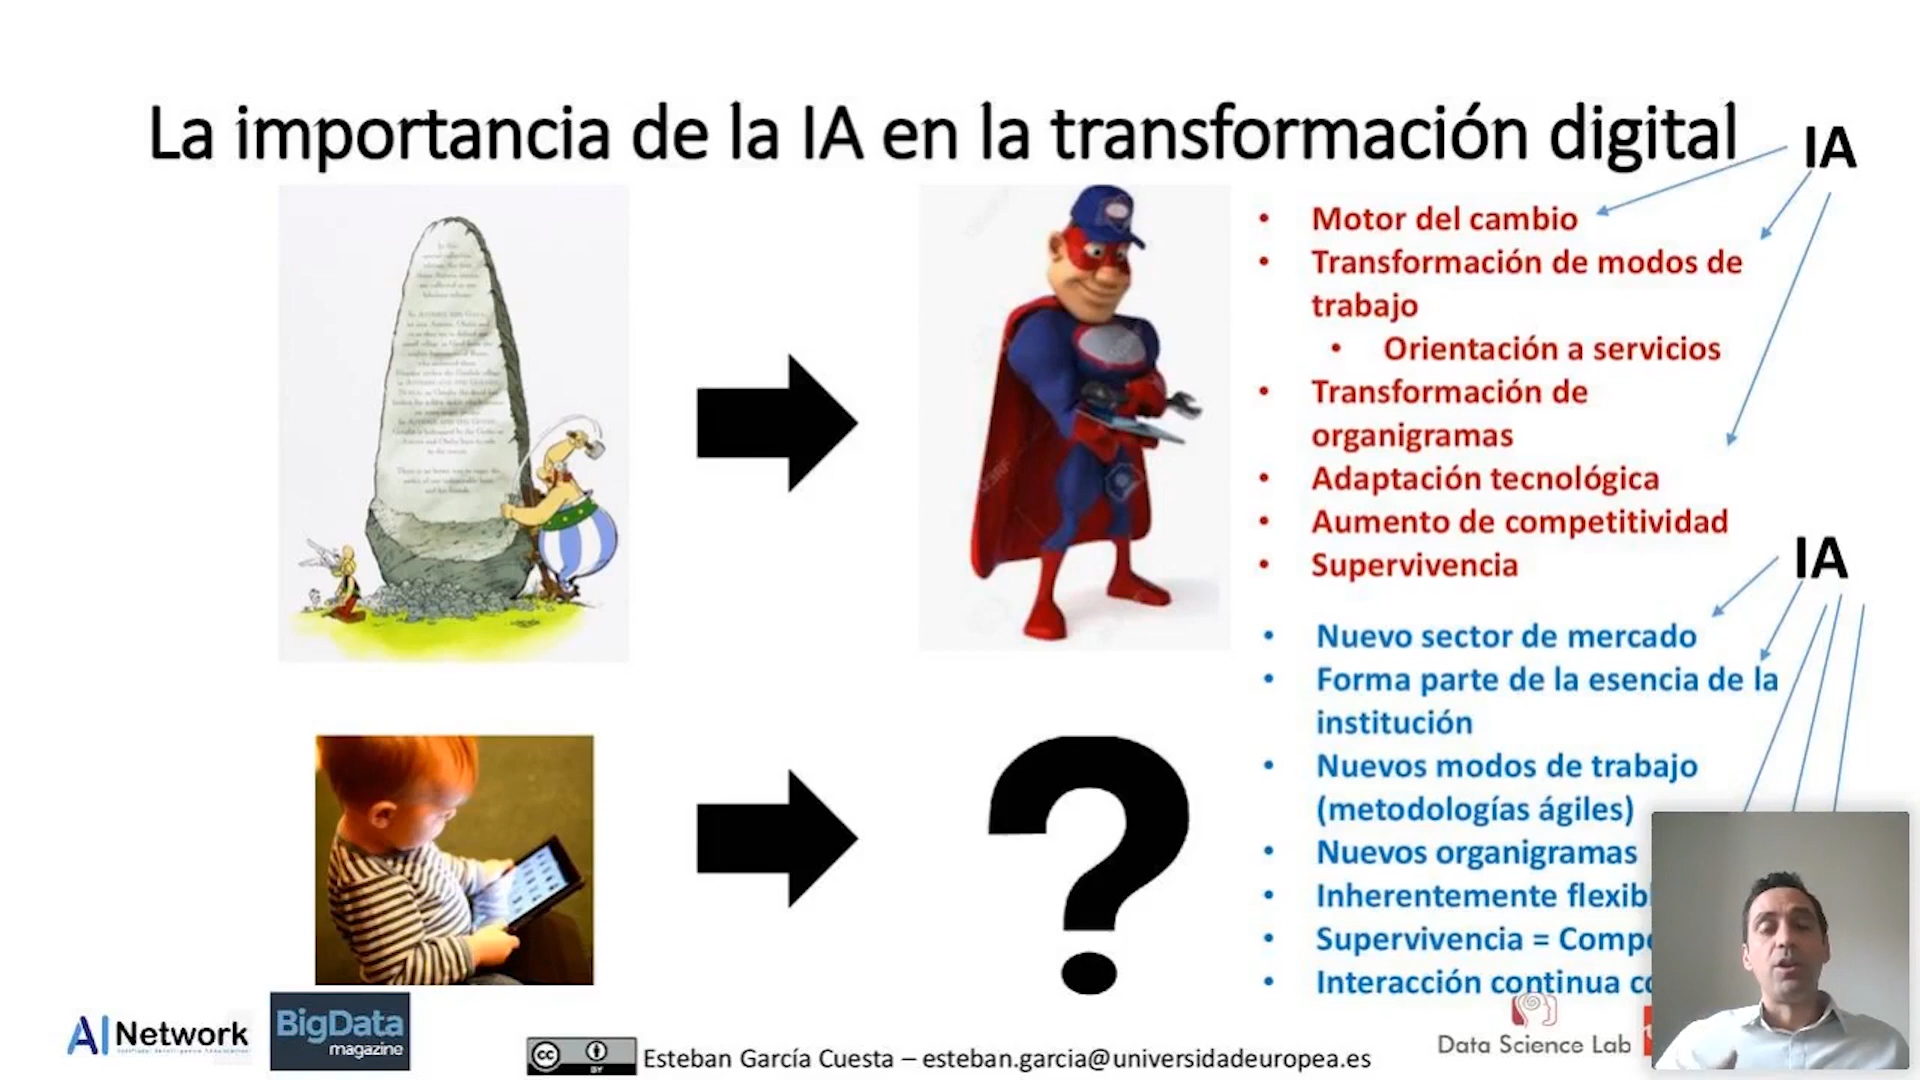 La importancia de la IA en la transformación digital
IA
• Motor del cambio
• Transformación de modos de
trabajo
• Orientación a servicios
• Transformación de
organigramas
• Adaptación tecnológica
• Aumento de competitividad
• Supervivencia
IA
• Nuevo sector de mercado
• Forma parte de la esencia de la
institución
• Nuevos modos de trabajo
(metodologías ágiles)
• Nuevos organigramas
• Inherentemente flexib
• Supervivencia = Comp
• Interacción continua
AI Network
BigData
magazine
cc
BY
Esteban García Cuesta – esteban.garcia@universidadeuropea.es
Data Science Lab